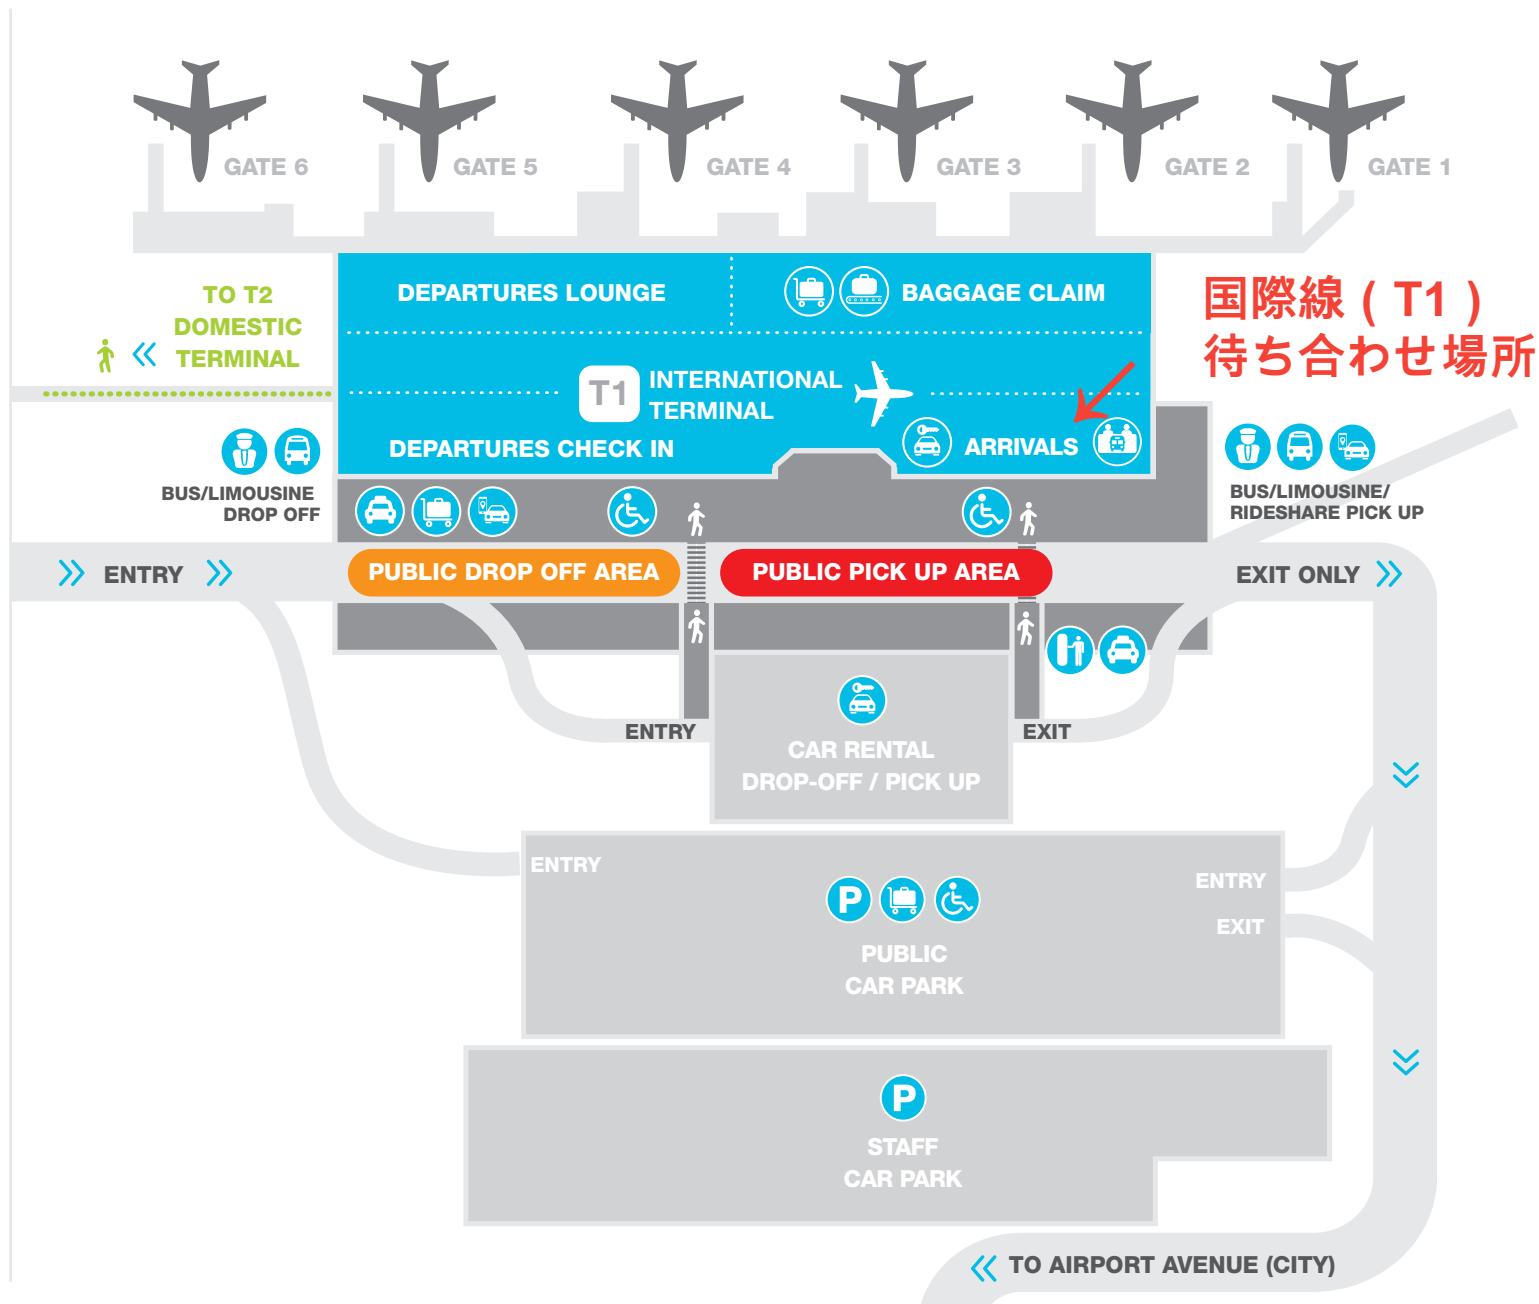 GATE 6
GATE 5
GATE 4
GATE 3
GATE 2
GATE 1
TO T2
DOMESTIC
TERMINAL
DEPARTURES LOUNGE
BAGGAGE CLAIM
国際線 ( T1 )
待ち合わせ場所
T1
INTERNATIONAL
TERMINAL
DEPARTURES CHECK IN
ARRIVALS
BUS/LIMOUSINE
DROP OFF
BUS/LIMOUSINE/
RIDESHARE PICK UP
ENTRY
PUBLIC DROP OFF AREA
PUBLIC PICK UP AREA
EXIT ONLY
ENTRY
EXIT
CAR RENTAL
DROP-OFF / PICK UP
ENTRY
ENTRY
EXIT
P
PUBLIC
CAR PARK
P
STAFF
CAR PARK
TO AIRPORT AVENUE (CITY)